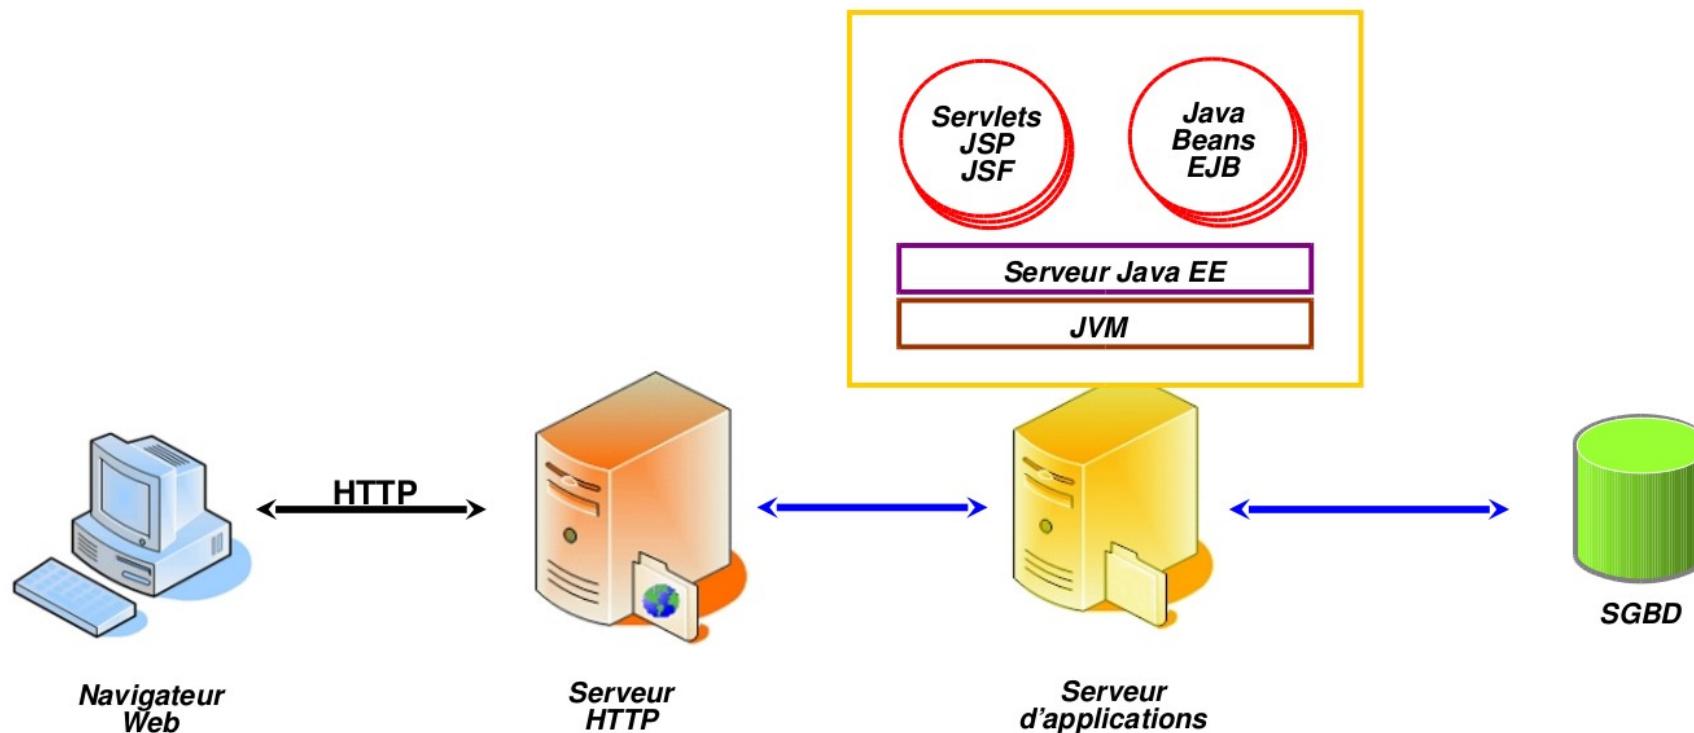 Servlets
JSP
JSF
Java
Beans
EJB
Serveur Java EE
JVM
HTTP
SGBD
Navigateur
Web
Serveur
HTTP
Serveur
d'applications